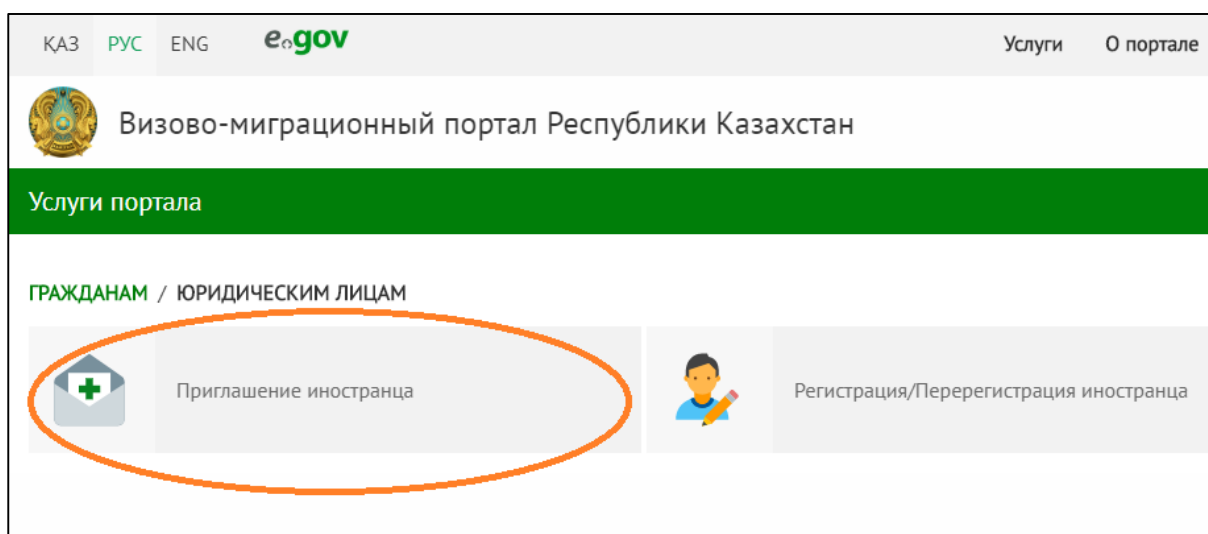 ҚАЗ РУС ENG egov Услуги О портале
Визово-миграционный портал Республики Казахстан
Услуги портала
ГРАЖДАНАМ / ЮРИДИЧЕСКИМ ЛИЦАМ
Приглашение иностранца Регистрация/Перерегистрация иностранца